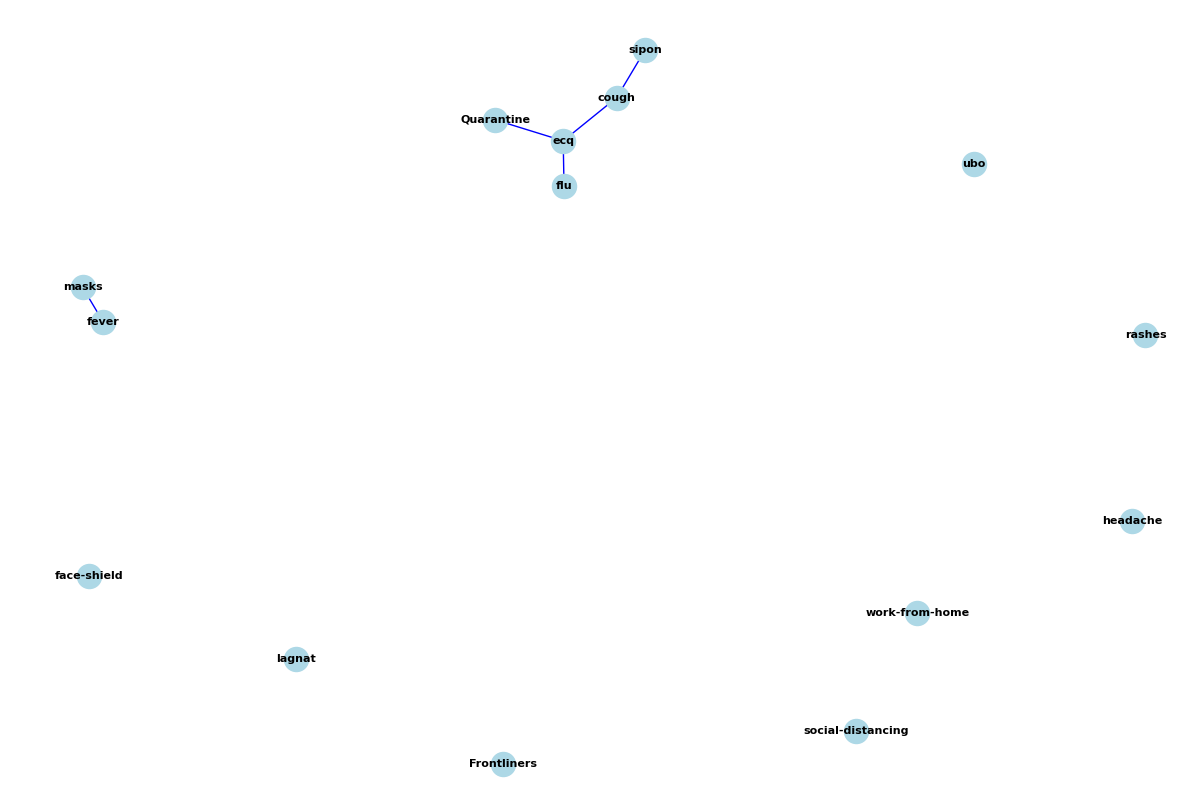 sipon
cough
Quarantine
ecq
ubo
flu
masks
fever
rashes
headache
face-shield
work-from-home
lagnat
social-distancing
Frontliners